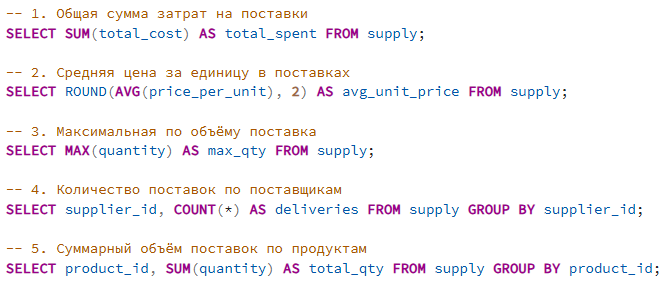 -- 1. Общая сумма затрат на поставки
SELECT SUM(total_cost) AS total_spent FROM supply;
-- 2. Средняя цена за единицу в поставках
SELECT ROUND(AVG(price_per_unit), 2) AS avg_unit_price FROM supply;
-- 3. Максимальная по объёму поставка
SELECT MAX(quantity) AS max_qty FROM supply;
-- 4. Количество поставок по поставщикам
SELECT supplier_id, COUNT(*) AS deliveries FROM supply GROUP BY supplier_id;
-- 5. Суммарный объём поставок по продуктам
SELECT product_id, SUM(quantity) AS total_qty FROM supply GROUP BY product_id;